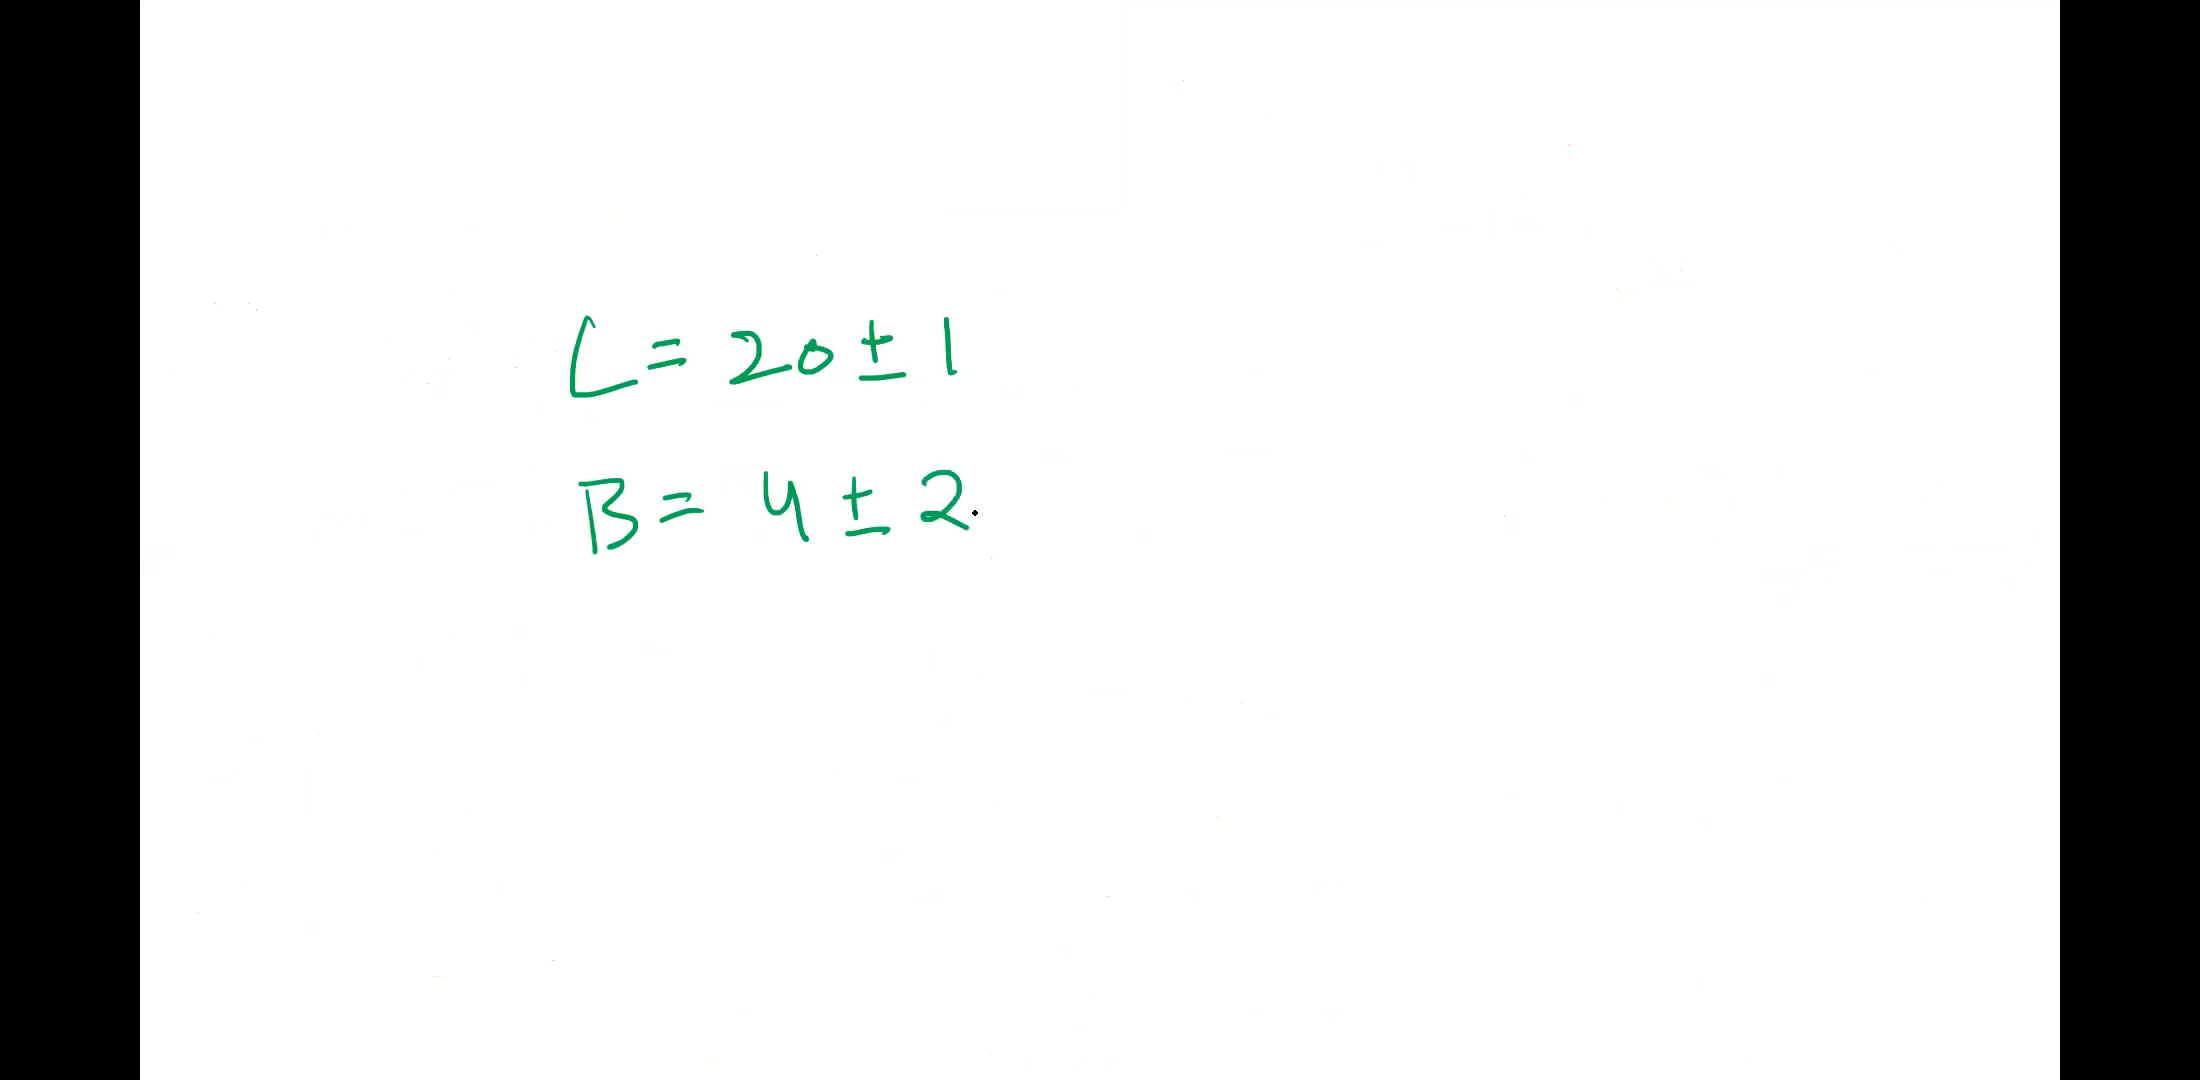 L = 20 ± 1
B = 4 ± 2